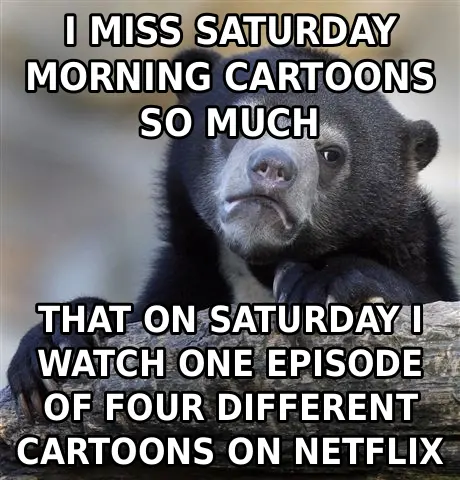 I MISS SATURDAY
MORNING CARTOONS
SO MUCH
THAT ON SATURDAY I
WATCH ONE EPISODE
OF FOUR DIFFERENT
CARTOONS ON NETFLIX